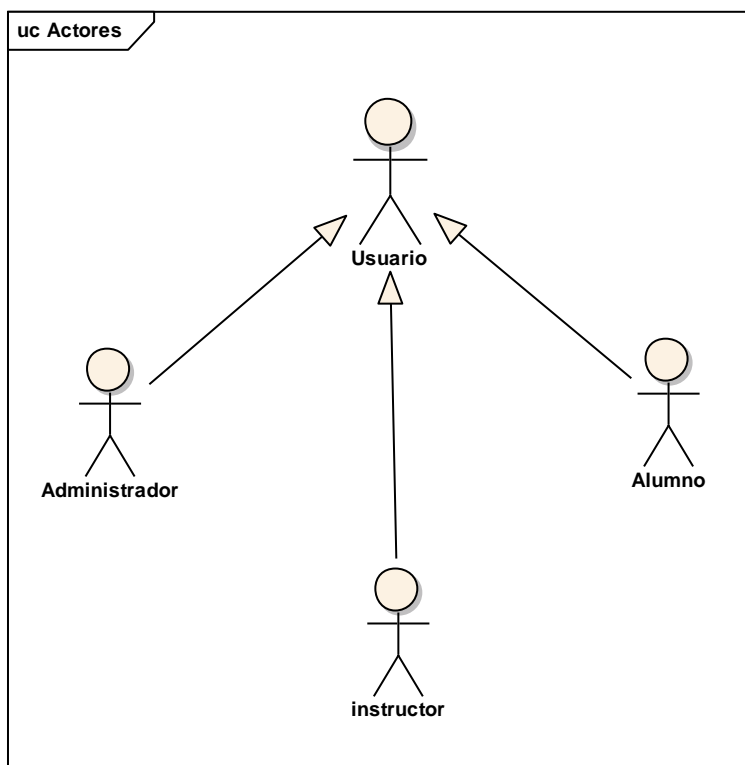 uc Actores
Usuario
Administrador
Alumno
instructor